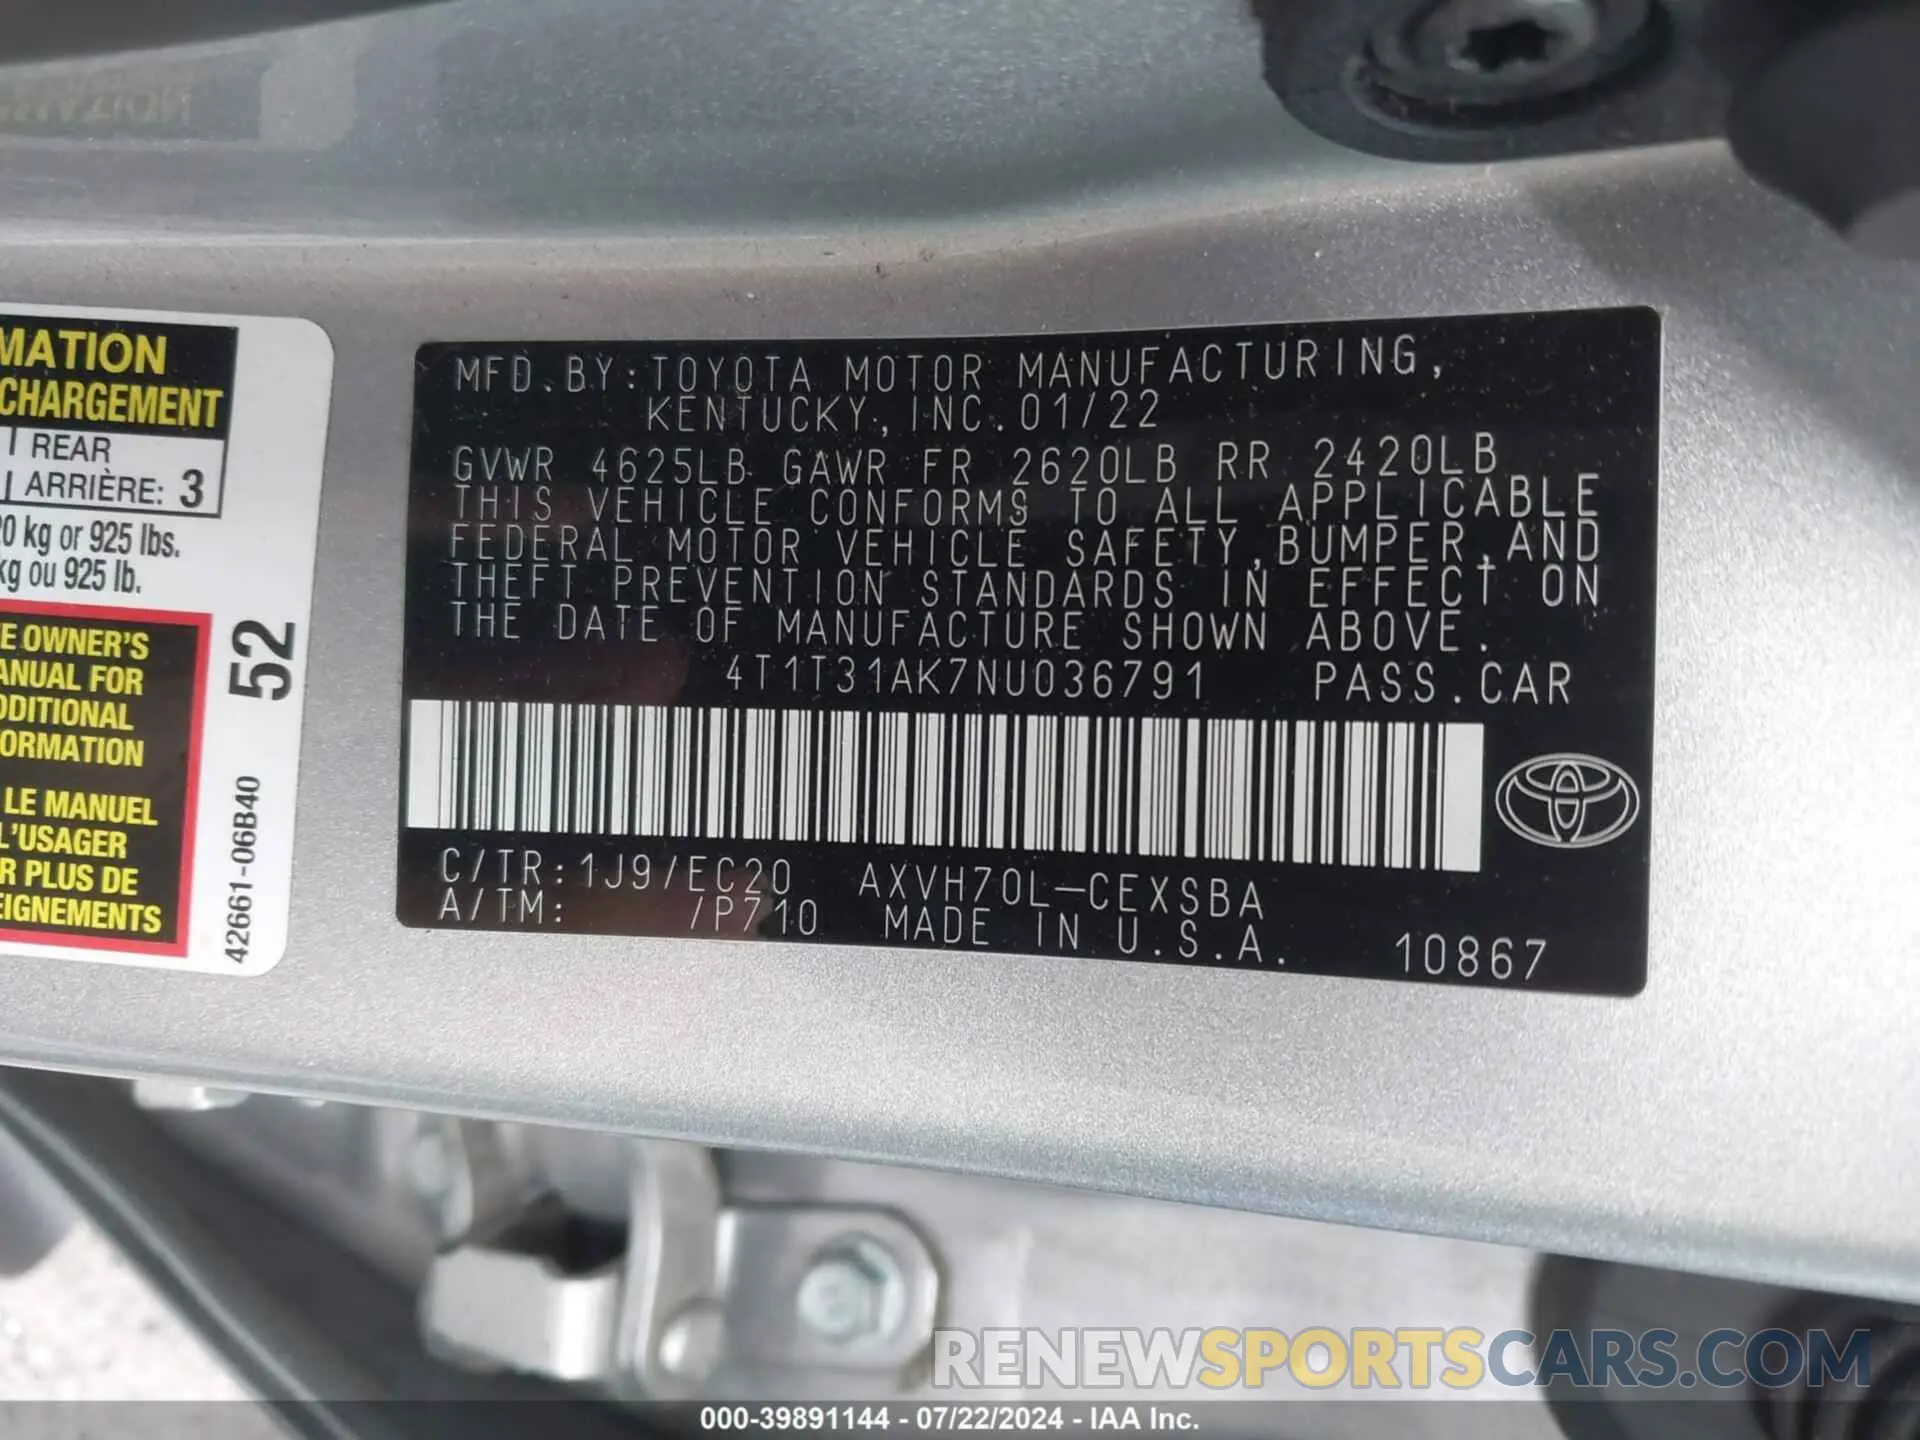 MATION
CHARGEMENT
REAR
ARRIÈRE: 3
kg or 925 lbs.
kg ou 925 lb.
OWNER'S
FOR
LE MANUEL
L'USAGER
PLUS DE
52
42661-06B40
MFD.BY:TOYOTA MOTOR MANUFACTURING,
KENTUCKY, INC. 01/22
GVWR 4625LB GAWR FR 2620LB RR 2420LB
THIS VEHICLE CONFORMS TO ALL APPLICABLE
FEDERAL MOTOR VEHICLE SAFETY,BUMPER,AND
THEFT PREVENTION STANDARDS IN EFFECT ON
THE DATE OF MANUFACTURE SHOWN ABOVE.
4T1T31AK7NU036791 PASS.CAR
C/TR:1J9/EC20 AXVH70L-CEXSBA
A/TM: /P710 MADE IN U.S.A. 10867
RENEWSPORTSCARS.COM
000-39891144 - 07/22/2024 - IAA Inc.